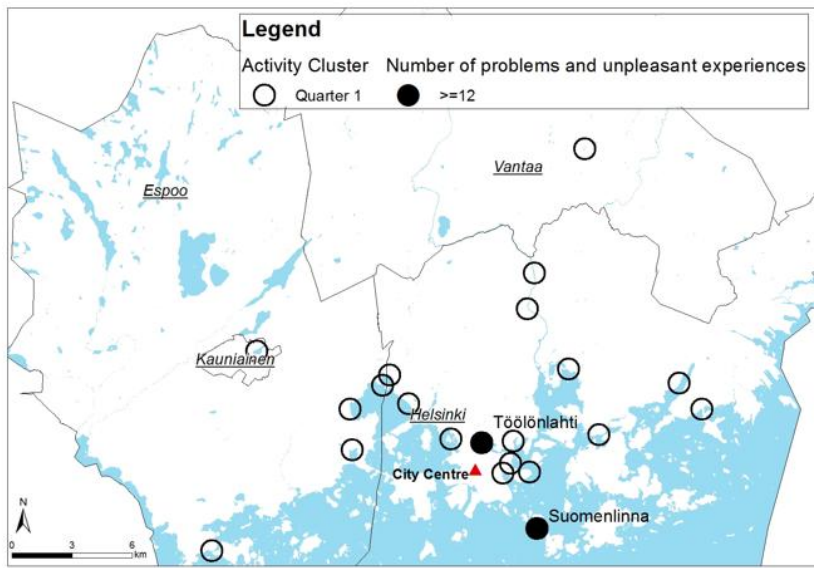 Legend
Activity Cluster Number of problems and unpleasant experiences
Quarter 1 >=12
Vantaa
Espoo
Kauniainen
Helsinki
Töölönlahti
City Centre
Suomenlinna
N
0 3 6
km